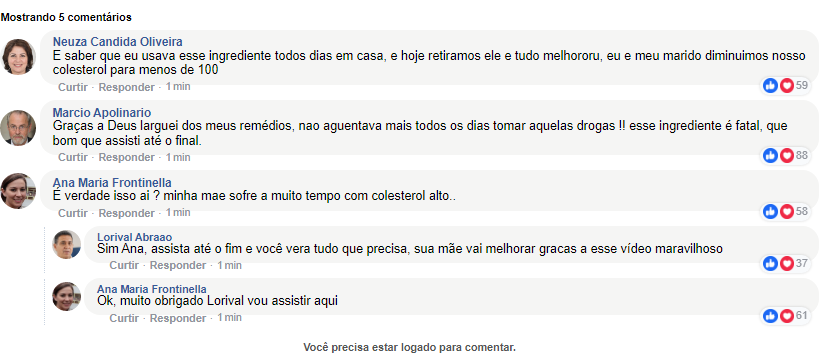 Mostrando 5 comentários
Neuza Candida Oliveira
E saber que eu usava esse ingrediente todos dias em casa, e hoje retiramos ele e tudo melhororu, eu e meu marido diminuimos nosso
colesterol para menos de 100
Curtir · Responder · 1 min
59
Marcio Apolinario
Graças a Deus larguei dos meus remédios, nao aguentava mais todos os dias tomar aquelas drogas !! esse ingrediente é fatal, que
bom que assisti até o final.
Curtir · Responder · 1 min
88
Ana Maria Frontinella
É verdade isso ai ? minha mae sofre a muito tempo com colesterol alto..
Curtir · Responder · 1 min
58
Lorival Abraao
Sim Ana, assista até o fim e você vera tudo que precisa, sua mãe vai melhorar gracas a esse vídeo maravilhoso
Curtir · Responder · 1 min
37
Ana Maria Frontinella
Ok, muito obrigado Lorival vou assistir aqui
Curtir · Responder · 1 min
61
Você precisa estar logado para comentar.